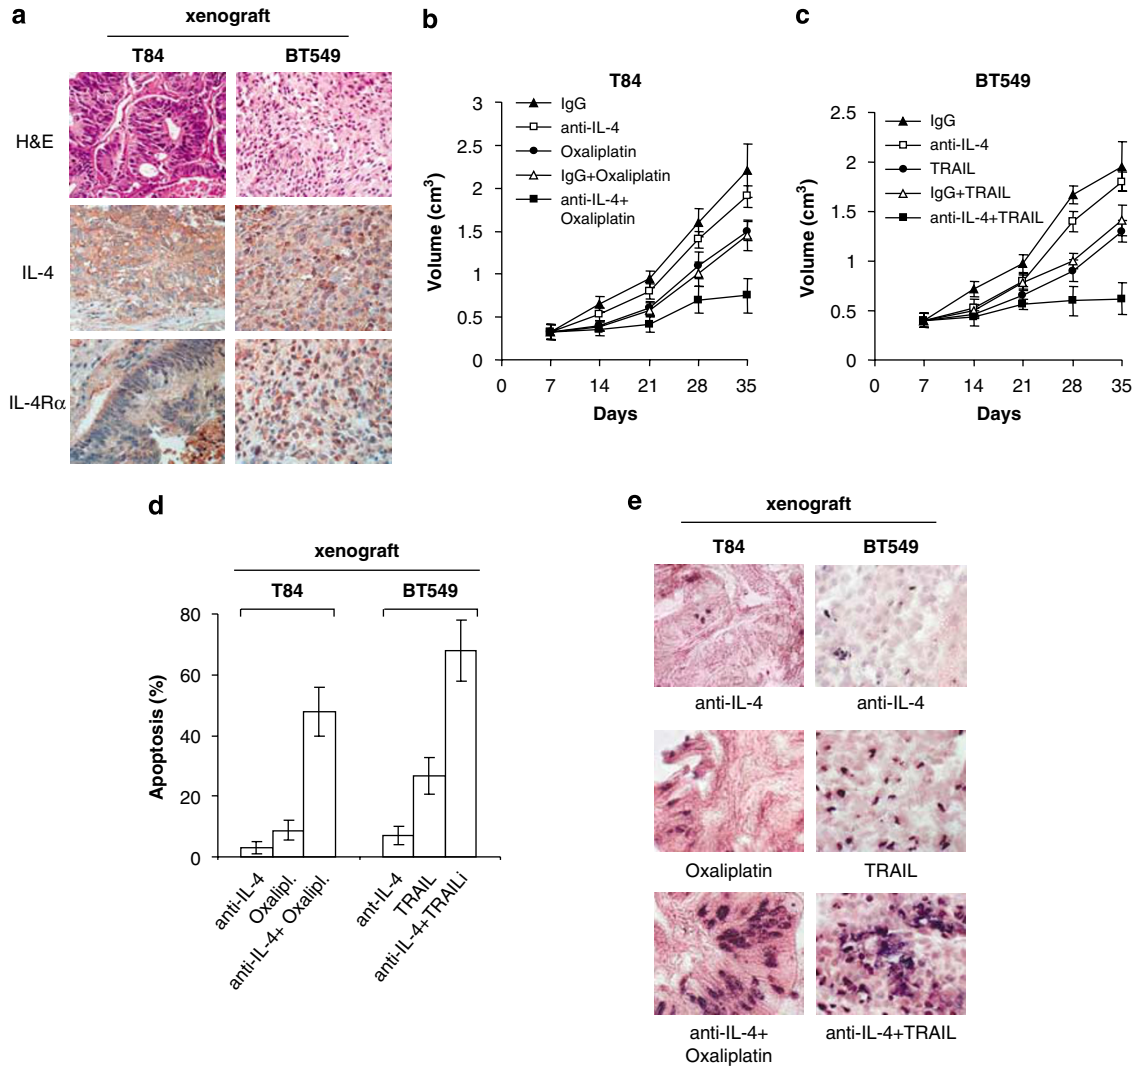 a
xenograft
T84 BT549
H&E
IL-4
IL-4Rα
b
T84
IgG
anti-IL-4
Oxaliplatin
IgG+Oxaliplatin
anti-IL-4+
Oxaliplatin
Volume (cm3)
3
2.5
2
1.5
1
0.5
0
0 7 14 21 28 35
Days
c
BT549
IgG
anti-IL-4
TRAIL
IgG+TRAIL
anti-IL-4+TRAIL
Volume (cm3)
2.5
2
1.5
1
0.5
0
0 7 14 21 28 35
Days
d
xenograft
T84 BT549
Apoptosis (%)
80
60
40
20
0
anti-IL-4
Oxalipl.
anti-IL-4+ Oxalipl.
ant-IL-4
TRAIL
anti-IL-4+TRAILi
e
xenograft
T84 BT549
anti-IL-4 anti-IL-4
Oxaliplatin TRAIL
anti-IL-4+
Oxaliplatin
anti-IL-4+TRAIL